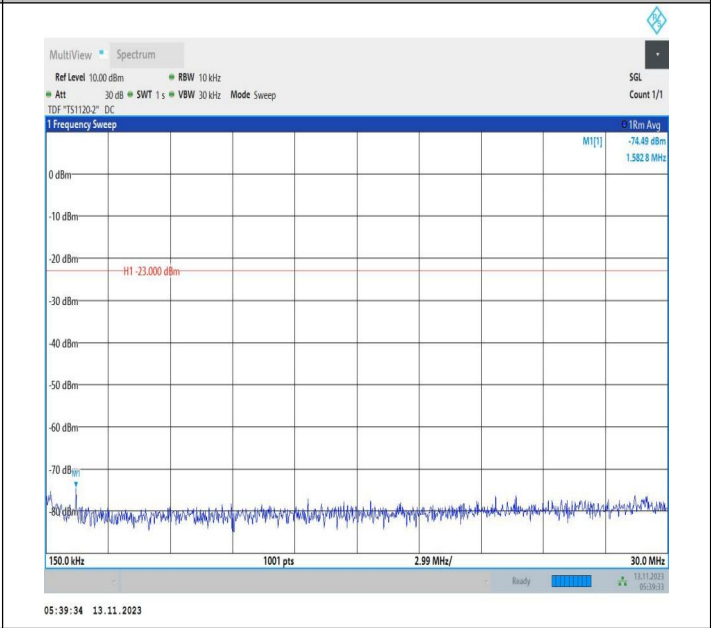 MultiView Spectrum
Ref Level 10.00 dBm RBW 10 kHz SGL
Att 30 dB SWT 1 s VBW 30 kHz Mode Sweep Count 1/1
TDF "TS1120-2" DC
1 Frequency Sweep 1Rm Avg
M1[1] -74.49 dBm
1.582 8 MHz
0 dBm
-10 dBm
-20 dBm
H1 -23.000 dBm
-30 dBm
-40 dBm
-50 dBm
-60 dBm
-70 dBm
M1
-80 dBm
150.0 kHz 1001 pts 2.99 MHz/ 30.0 MHz
Ready 13.11.2023
05:39:33
05:39:34 13.11.2023